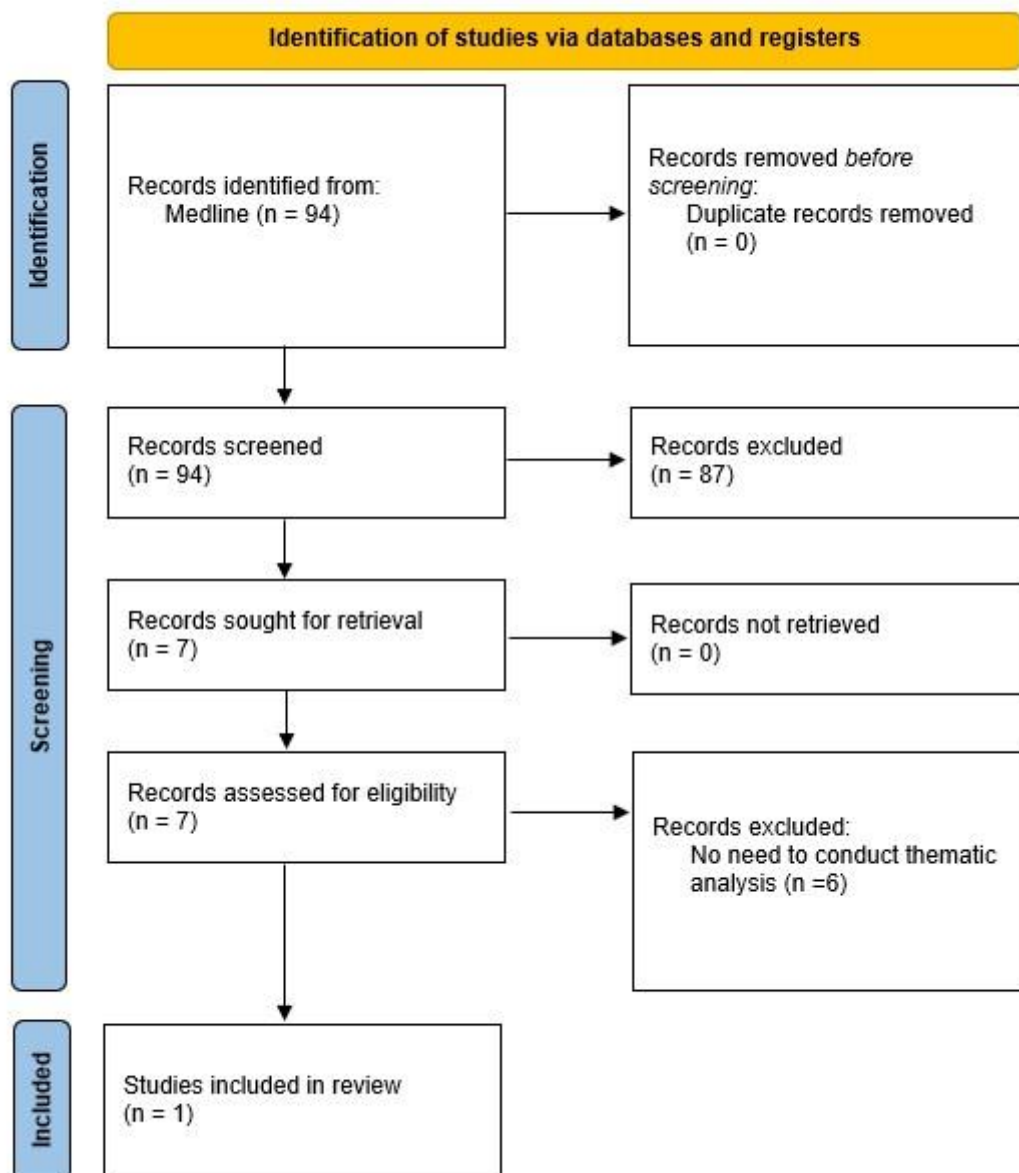 Identification of studies via databases and registers
Identification
Records identified from:
Medline (n = 94)
Records removed before
screening:
Duplicate records removed
(n = 0)
Screening
Records screened
(n = 94)
Records excluded
(n = 87)
Records sought for retrieval
(n = 7)
Records not retrieved
(n = 0)
Records assessed for eligibility
(n = 7)
Records excluded:
No need to conduct thematic
analysis (n =6)
Included
Studies included in review
(n = 1)